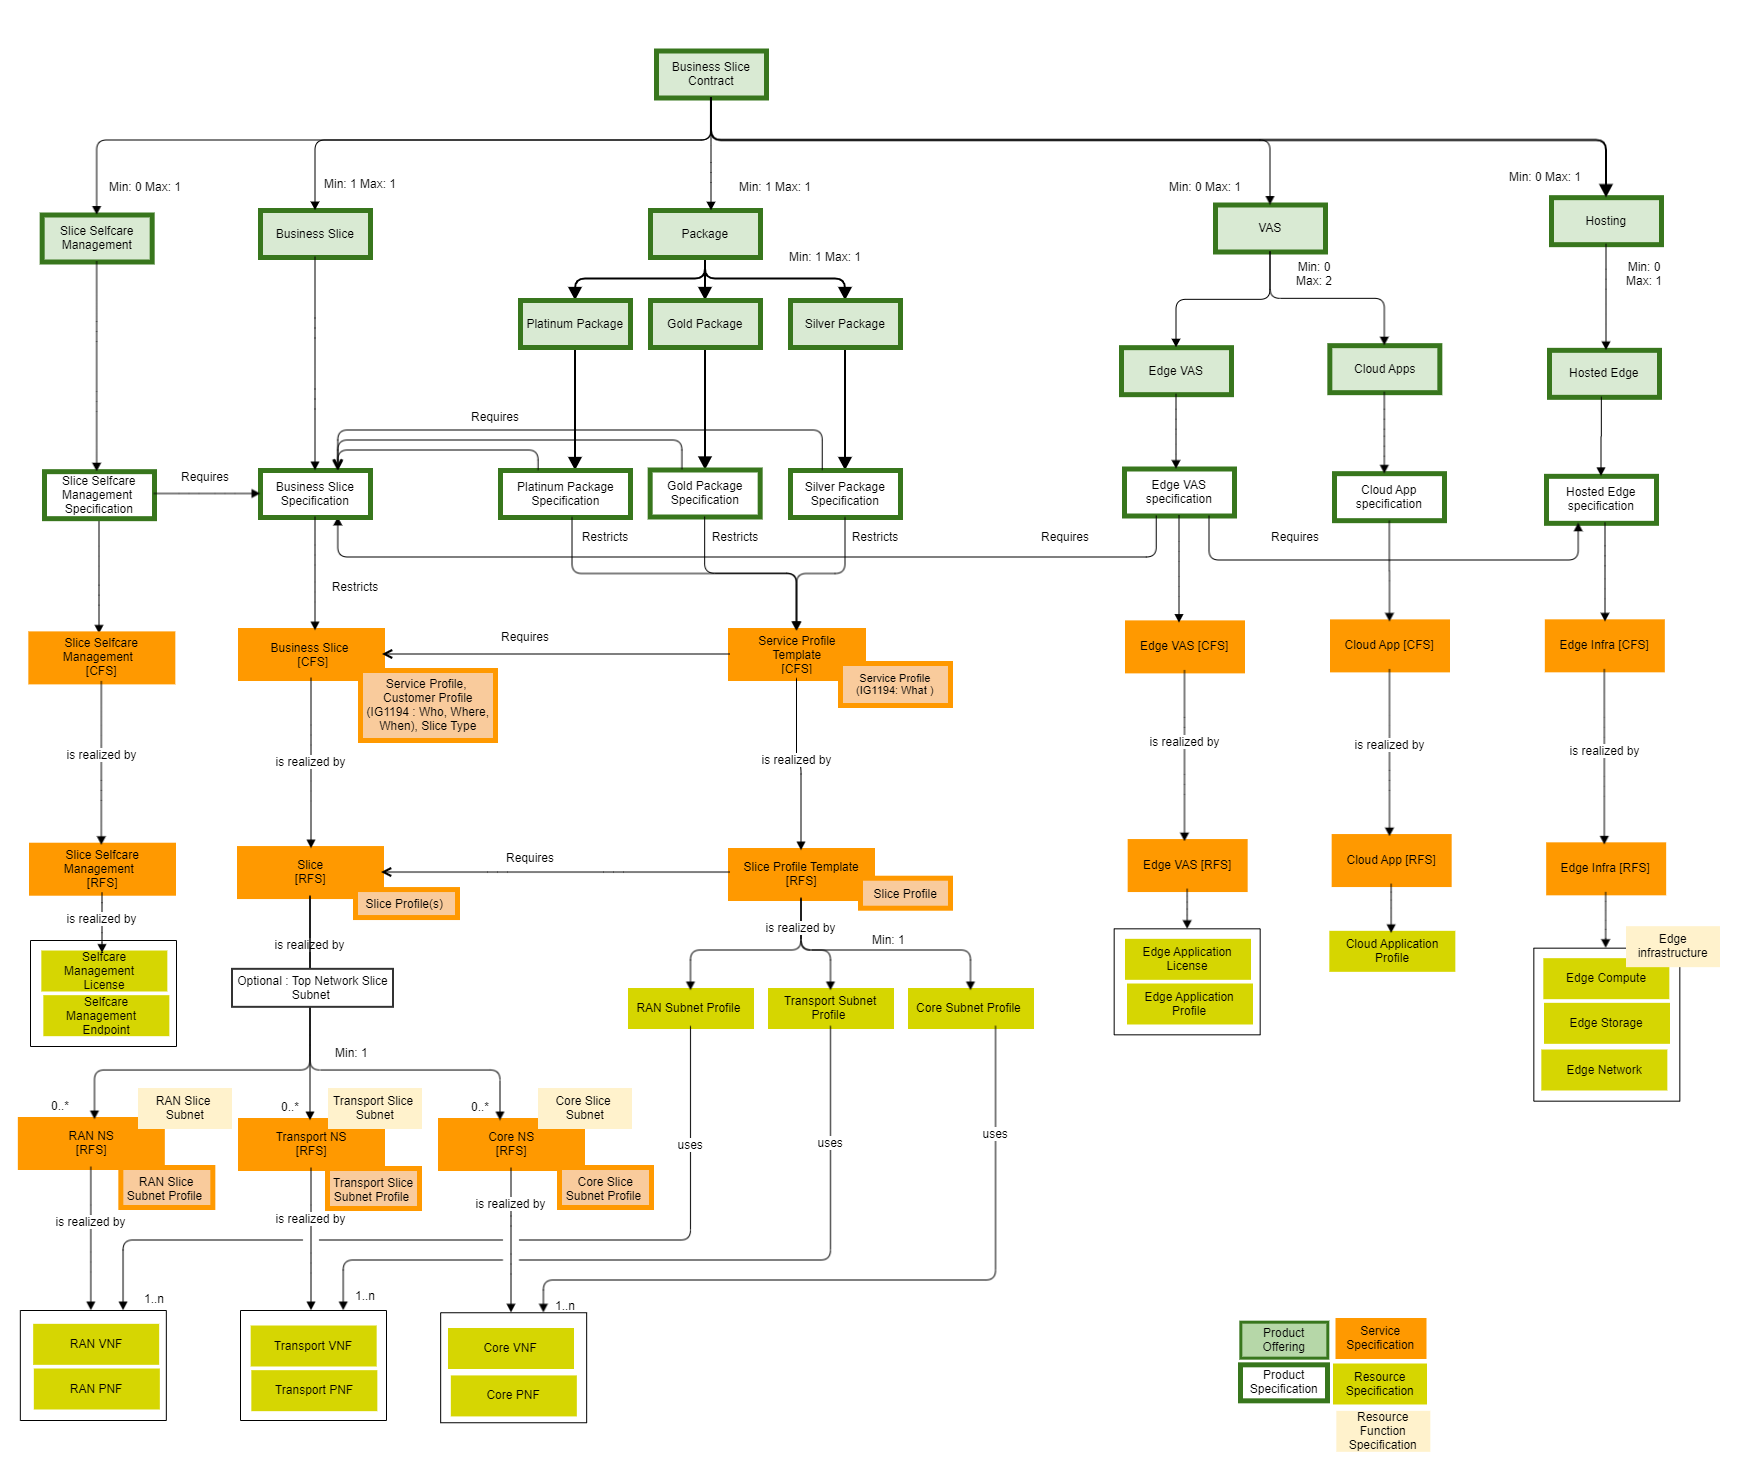 Business Slice
Contract
Min: 0 Max: 1
Min: 1 Max: 1
Min: 1 Max: 1
Min: 0 Max: 1
Min: 0 Max: 1
Slice Selfcare
Management
Business Slice
Package
VAS
Hosting
Min: 1 Max: 1
Min: 0
Max: 2
Min: 0
Max: 1
Platinum Package
Gold Package
Silver Package
Edge VAS
Cloud Apps
Hosted Edge
Requires
Slice Selfcare
Management
Specification
Requires
Business Slice
Specification
Platinum Package
Specification
Gold Package
Specification
Silver Package
Specification
Edge VAS
specification
Cloud App
specification
Hosted Edge
specification
Restricts
Restricts
Restricts
Requires
Requires
Restricts
Slice Selfcare
Management
[CFS]
Business Slice
[CFS]
Requires
Service Profile
Template
[CFS]
Edge VAS [CFS]
Cloud App [CFS]
Edge Infra [CFS]
Service Profile,
Customer Profile
(IG1194 : Who, Where,
When), Slice Type
Service Profile
(IG1194: What )
is realized by
is realized by
is realized by
is realized by
is realized by
is realized by
Slice Selfcare
Management
[RFS]
Slice
[RFS]
Requires
Slice Profile Template
[RFS]
Edge VAS [RFS]
Cloud App [RFS]
Edge Infra [RFS]
Slice Profile(s)
Slice Profile
is realized by
is realized by
is realized by
Min: 1
Selfcare
Management
License
Selfcare
Management
Endpoint
Optional : Top Network Slice
Subnet
RAN Subnet Profile
Transport Subnet
Profile
Core Subnet Profile
Edge Application
License
Edge Application
Profile
Cloud Application
Profile
Edge
infrastructure
Edge Compute
Edge Storage
Edge Network
Min: 1
0..*
RAN Slice
Subnet
0..*
Transport Slice
Subnet
0..*
Core Slice
Subnet
RAN NS
[RFS]
Transport NS
[RFS]
Core NS
[RFS]
uses
uses
uses
RAN Slice
Subnet Profile
Transport Slice
Subnet Profile
Core Slice
Subnet Profile
is realized by
is realized by
is realized by
1..n
1..n
1..n
RAN VNF
RAN PNF
Transport VNF
Transport PNF
Core VNF
Core PNF
Product
Offering
Service
Specification
Product
Specification
Resource
Specification
Resource
Function
Specification